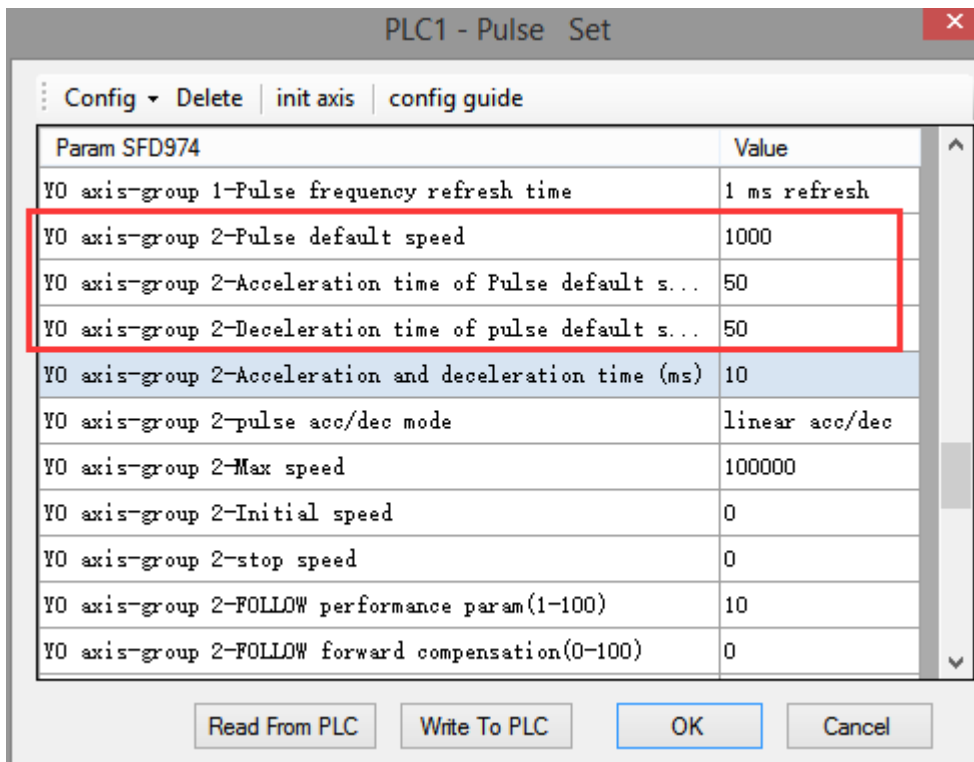 PLC1 - Pulse Set
Config Delete init axis config guide
Param SFD974 Value
Y0 axis-group 1-Pulse frequency refresh time 1 ms refresh
Y0 axis-group 2-Pulse default speed 1000
Y0 axis-group 2-Acceleration time of Pulse default s... 50
Y0 axis-group 2-Deceleration time of pulse default s... 50
Y0 axis-group 2-Acceleration and deceleration time (ms) 10
Y0 axis-group 2-pulse acc/dec mode linear acc/dec
Y0 axis-group 2-Max speed 100000
Y0 axis-group 2-Initial speed 0
Y0 axis-group 2-stop speed 0
Y0 axis-group 2-FOLLOW performance param(1-100) 10
Y0 axis-group 2-FOLLOW forward compensation(0-100) 0
Read From PLC Write To PLC OK Cancel